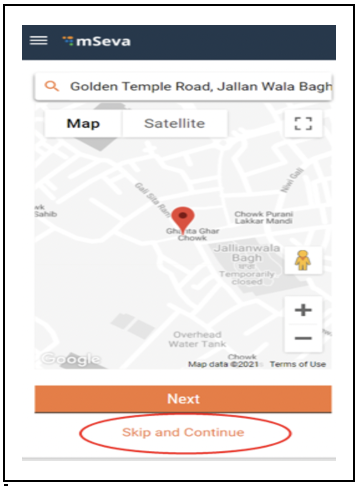 mSeva
Golden Temple Road, Jallan Wala Bagh
Map Satellite
Gali Sita Ram
Niwi Gali
wk
Sahib
Chowk Purani
Lakkar Mandi
Ghanta Ghar
Chowk
Jallianwala
Bagh
Temporarily
closed
Overhead
Water Tank
Google
Chowk
Map data ©2021 Terms of Use
Next
Skip and Continue